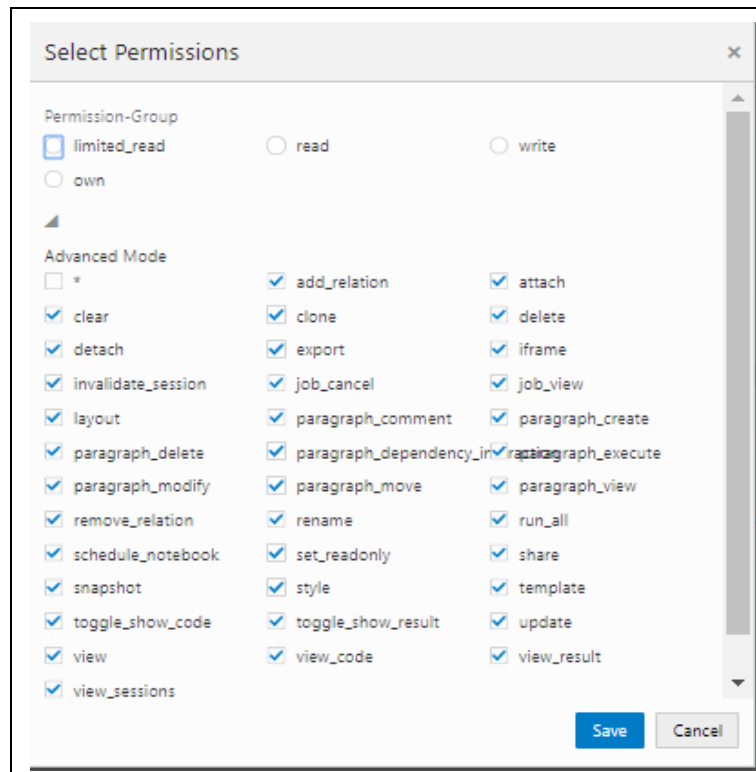 Select Permissions ×
Permission-Group
limited_read read write
own
Advanced Mode
* add_relation attach
clear clone delete
detach export iframe
invalidate_session job_cancel job_view
layout paragraph_comment paragraph_create
paragraph_delete paragraph_dependency_in raction paragraph_execute
paragraph_modify paragraph_move paragraph_view
remove_relation rename run_all
schedule_notebook set_readonly share
snapshot style template
toggle_show_code toggle_show_result update
view view_code view_result
view_sessions
Save Cancel